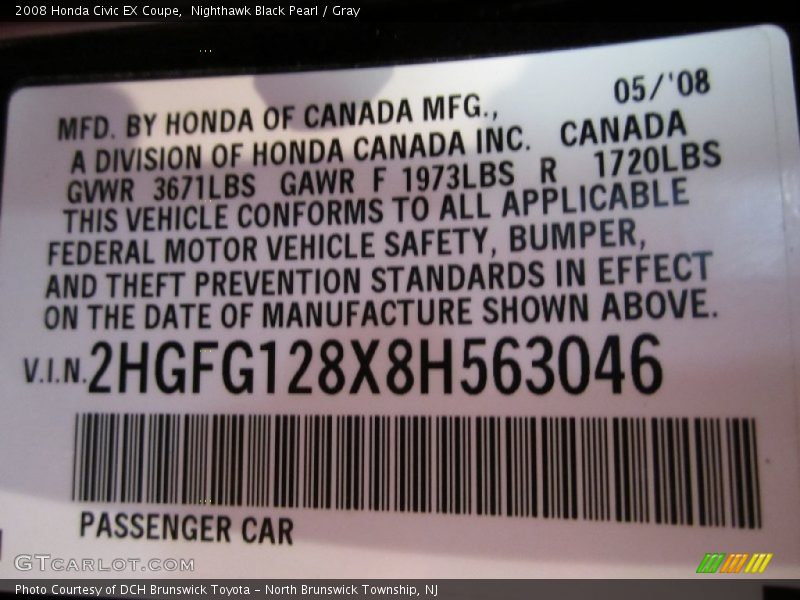 2008 Honda Civic EX Coupe,  Nighthawk Black Pearl / Gray
05/'08
MFD. BY HONDA OF CANADA MFG.,
A DIVISION OF HONDA CANADA INC. CANADA
GVWR 3671LBS GAWR F 1973LBS R 1720LBS
THIS VEHICLE CONFORMS TO ALL APPLICABLE
FEDERAL MOTOR VEHICLE SAFETY, BUMPER,
AND THEFT PREVENTION STANDARDS IN EFFECT
ON THE DATE OF MANUFACTURE SHOWN ABOVE.
V.I.N. 2HGFG128X8H563046
PASSENGER CAR
GTCARLOT.COM
Photo Courtesy of DCH Brunswick Toyota – North Brunswick Township, NJ